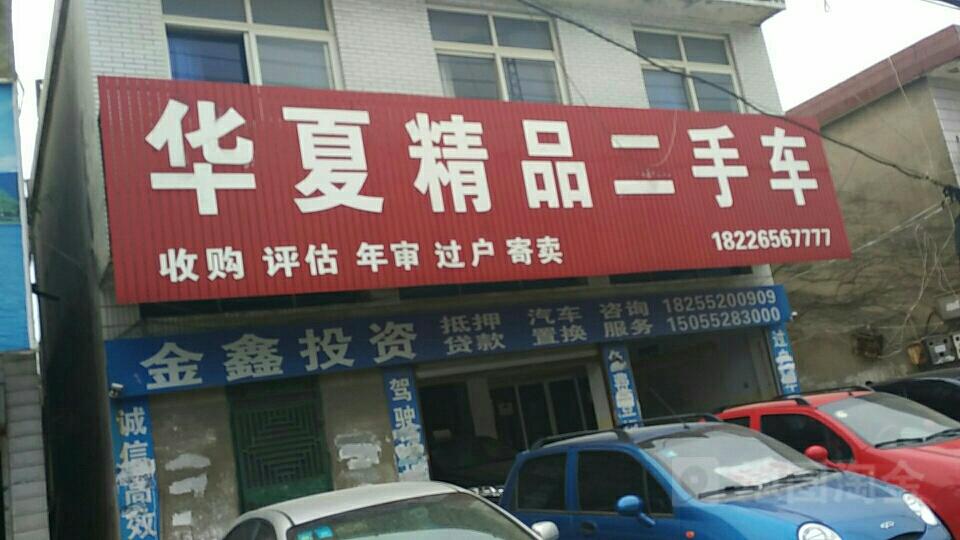 华夏精品二手车
收购 评估 年审 过户 寄卖
18226567777
金鑫投资
抵押 汽车 咨询
贷款 置换 服务
18255200909
15055283000
诚信高效
驾驶
过